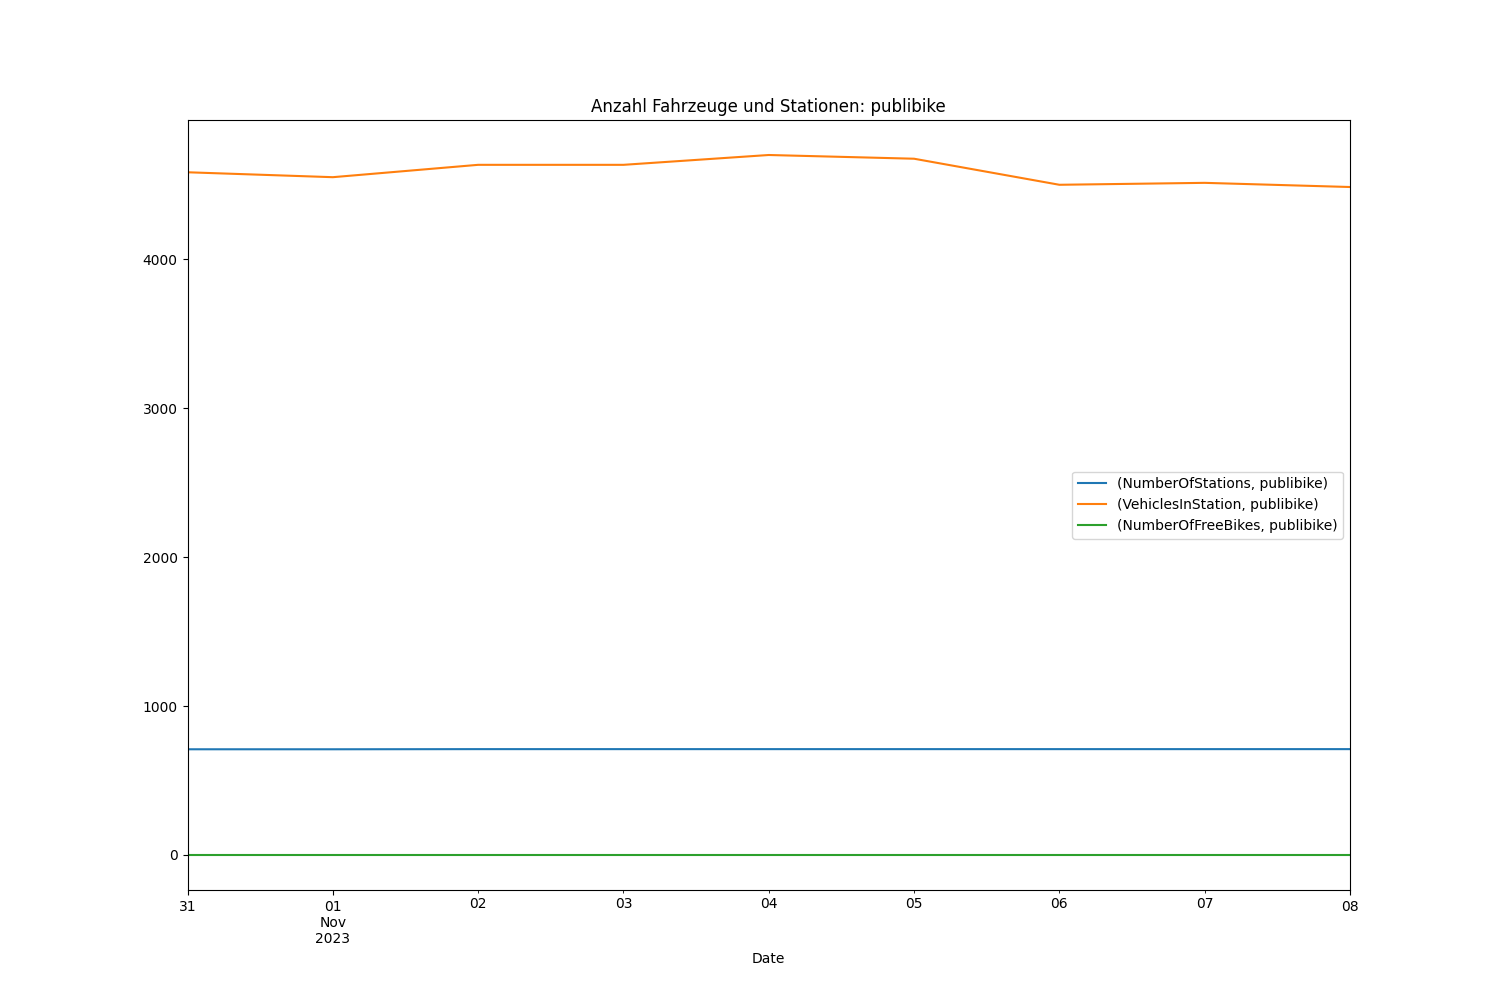 Anzahl Fahrzeuge und Stationen: publibike
4000
3000
2000
1000
0
(NumberOfStations, publibike)
(VehiclesInStation, publibike)
(NumberOfFreeBikes, publibike)
31
01
Nov
2023
02
03
04
05
06
07
08
Date